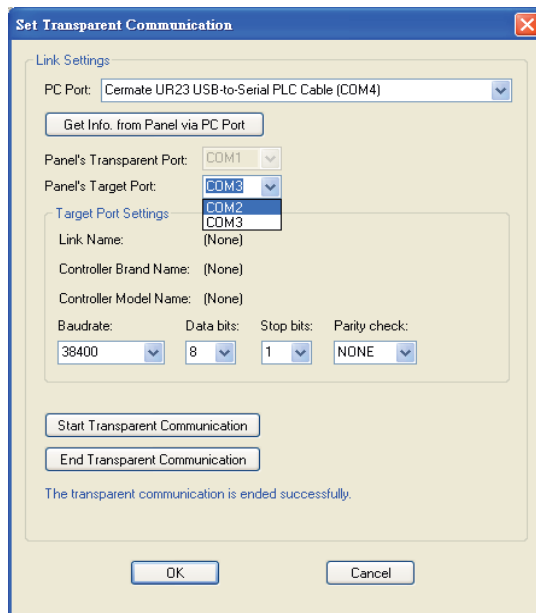 Set Transparent Communication
Link Settings
PC Port: Cermate UR23 USB-to-Serial PLC Cable (COM4)
Get Info. from Panel via PC Port
Panel's Transparent Port: COM1
Panel's Target Port: COM3
COM2
COM3
Target Port Settings
Link Name: (None)
Controller Brand Name: (None)
Controller Model Name: (None)
Baudrate: Data bits: Stop bits: Parity check:
38400 8 1 NONE
Start Transparent Communication
End Transparent Communication
The transparent communication is ended successfully.
OK Cancel